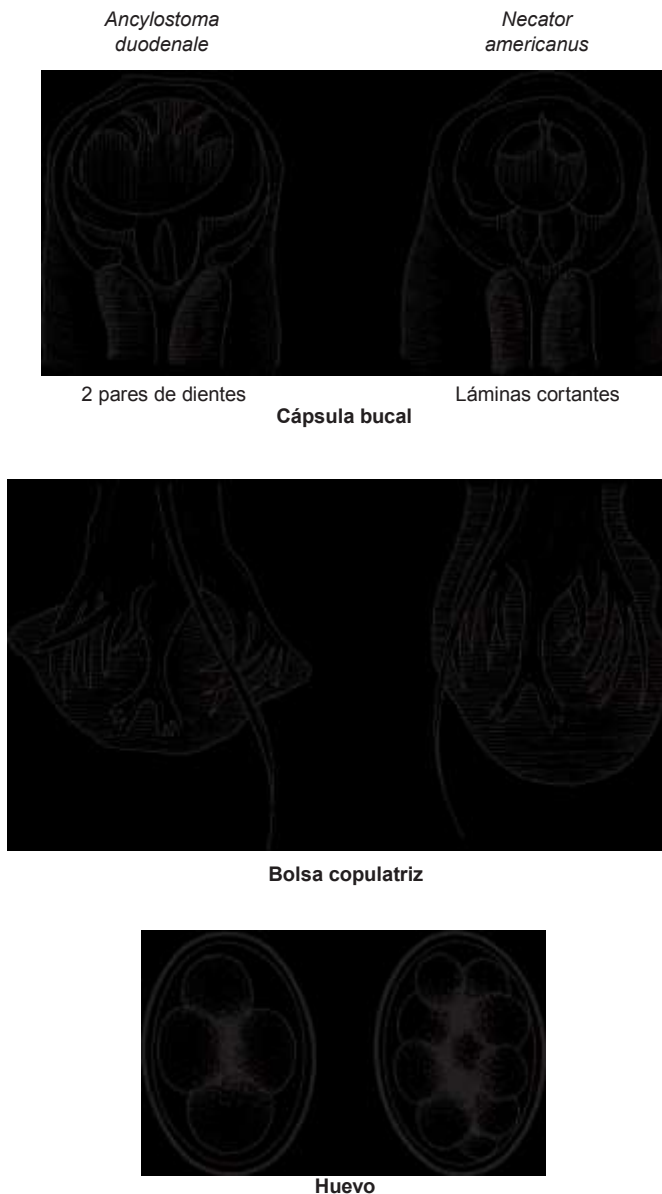 Ancylostoma
duodenale
Necator
americanus
2 pares de dientes
Láminas cortantes
Cápsula bucal
Bolsa copulatriz
Huevo